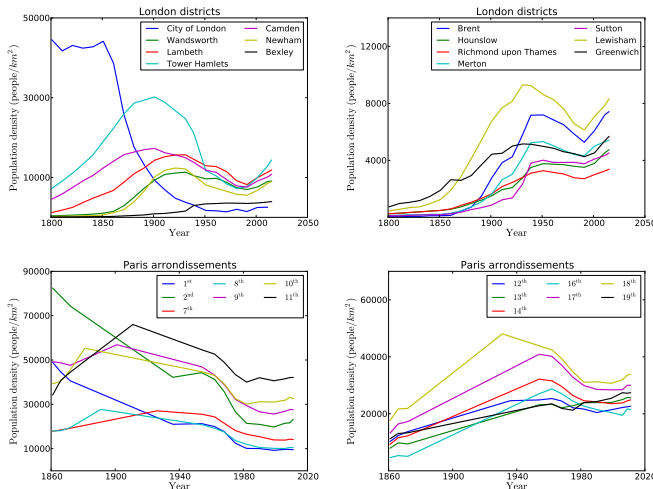 London districts
Population density (people/km²)
45000
30000
10000
1800 1850 1900 1950 2000 2050
Year
City of London
Wandsworth
Lambeth
Tower Hamlets
Camden
Newham
Bexley
London districts
Population density (people/km²)
12000
8000
4000
0
1800 1850 1900 1950 2000 2050
Year
Brent
Hounslow
Richmond upon Thames
Merton
Sutton
Lewisham
Greenwich
Paris arrondissements
Population density (people/km²)
90000
70000
50000
30000
10000
1860 1900 1940 1980 2020
Year
1st
2nd
7th
8th
9th
10th
11th
Paris arrondissements
Population density (people/km²)
60000
40000
20000
1860 1900 1940 1980 2020
Year
12th
13th
14th
16th
17th
18th
19th